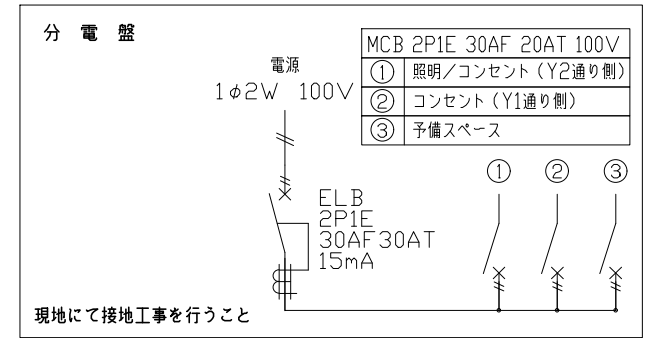 分電盤
MCB 2P1E 30AF 20AT 100V
① 照明/コンセント(Y2通り側)
② コンセント(Y1通り側)
③ 予備スペース
電源
1φ2W 100V
① ② ③
ELB
2P1E
30AF30AT
15mA
現地にて接地工事を行うこと